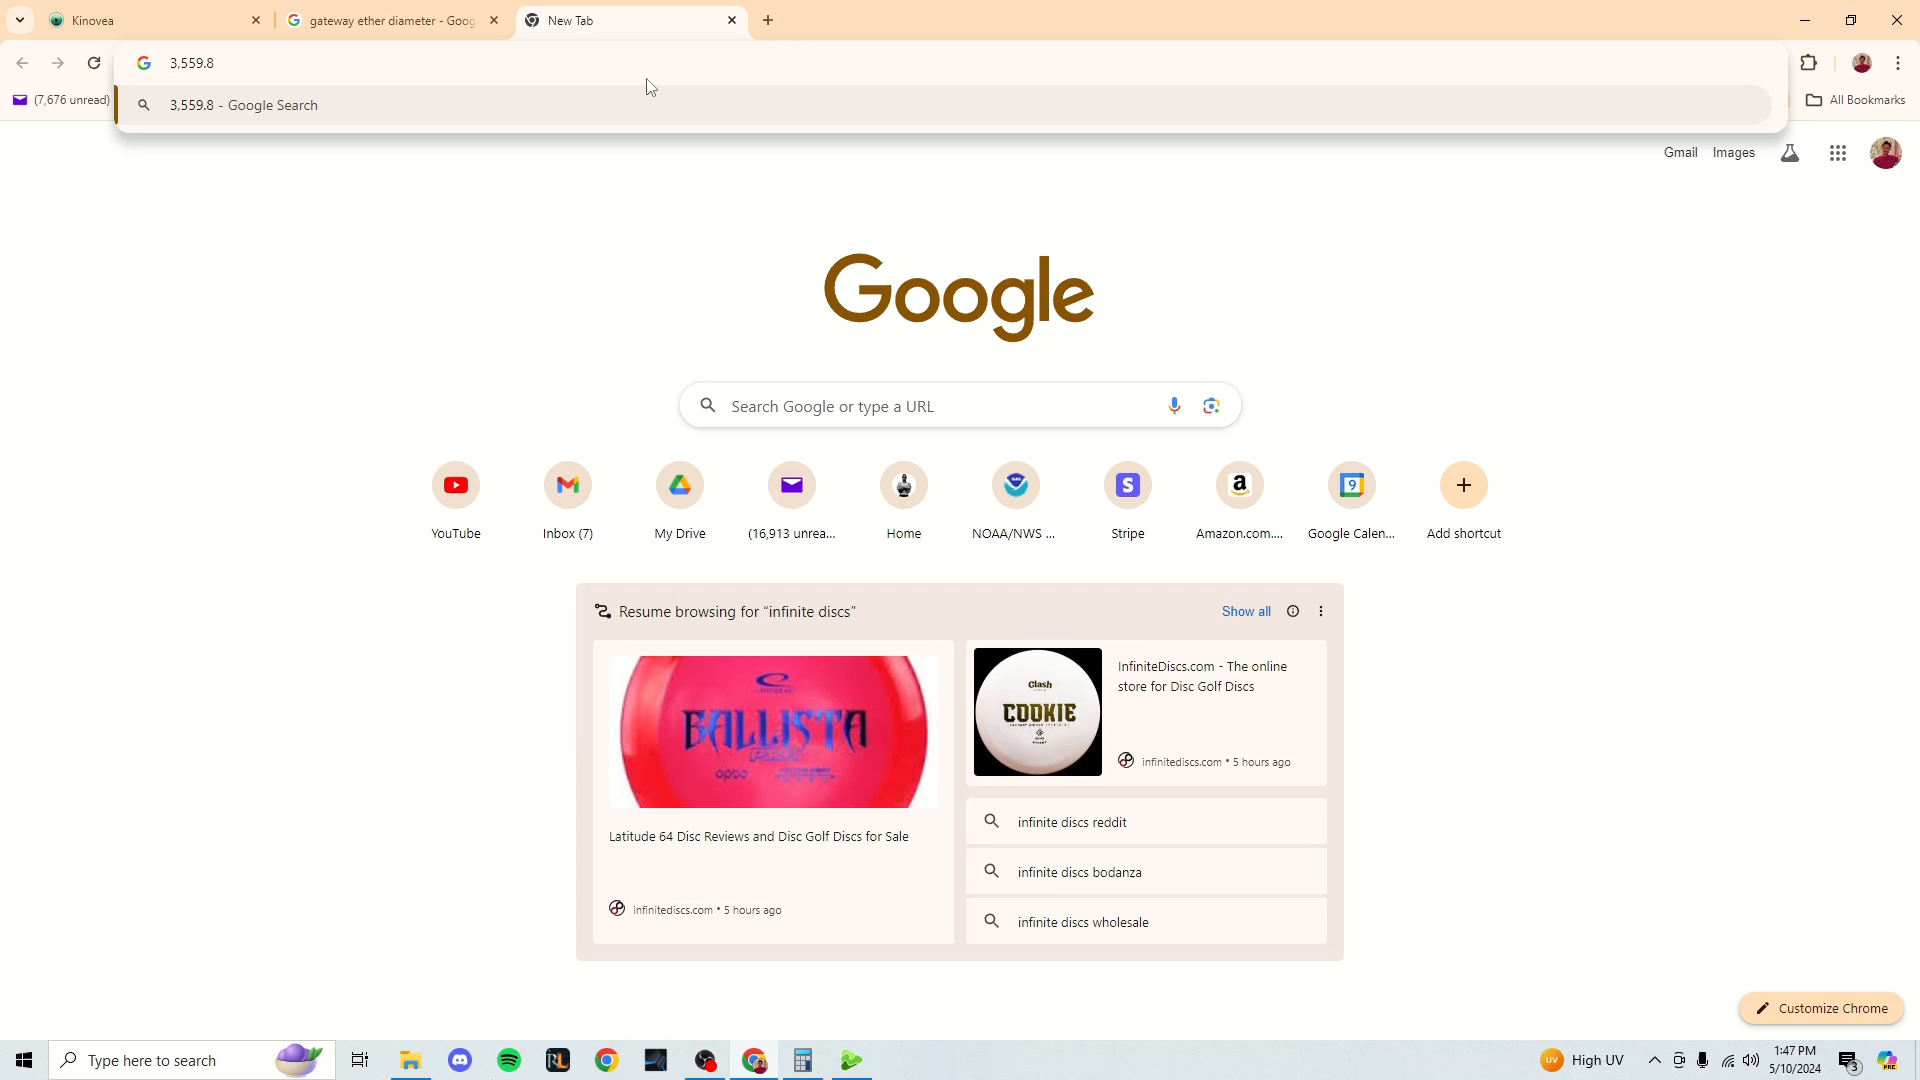 Kinovea
gateway ether diameter - Goog
New Tab
3,559.8
(7,676 unread)
3,559.8 - Google Search
All Bookmarks
Gmail Images
Google
Search Google or type a URL
YouTube
Inbox (7)
My Drive
(16,913 unrea...
Home
NOAA/NWS ...
Stripe
Amazon.com....
Google Calen...
Add shortcut
Resume browsing for “infinite discs”
Show all
BALLISTA
opto
Latitude 64 Disc Reviews and Disc Golf Discs for Sale
infinitediscs.com • 5 hours ago
Clash
COOKIE
InfiniteDiscs.com - The online
store for Disc Golf Discs
infinitediscs.com • 5 hours ago
infinite discs reddit
infinite discs bodanza
infinite discs wholesale
Customize Chrome
Type here to search
High UV
1:47 PM
5/10/2024